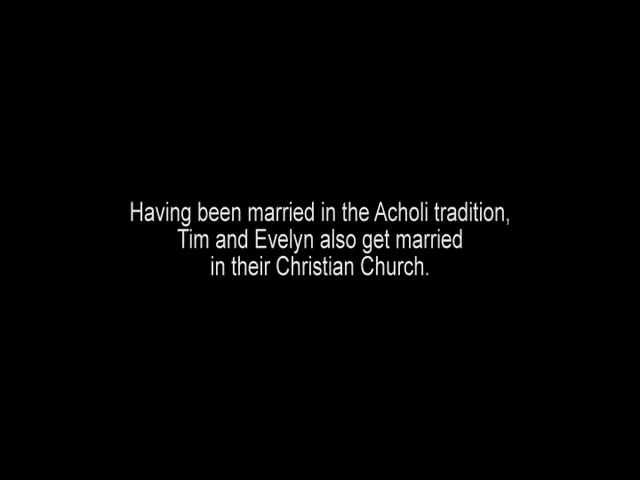 Having been married in the Acholi tradition,
Tim and Evelyn also get married
in their Christian Church.